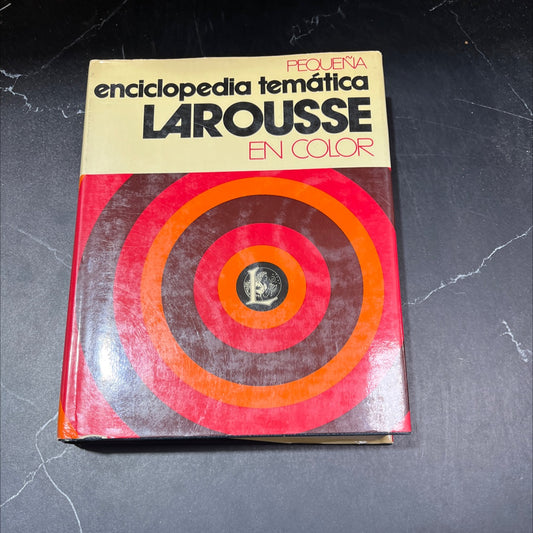 PEQUEÑA
enciclopedia temática
LAROUSSE
EN COLOR
L